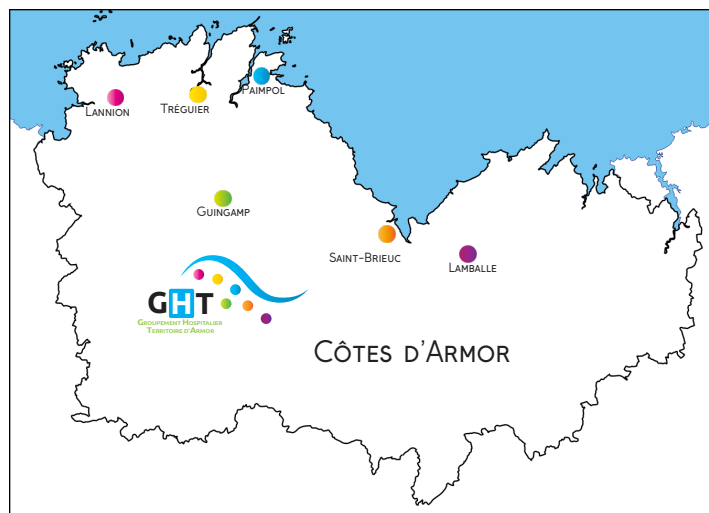 Paimpol
Lannion
Tréguier
Guingamp
Saint-Brieuc
Lamballe
GHT
Groupement Hospitalier
Territoire d'Armor
Côtes d'Armor